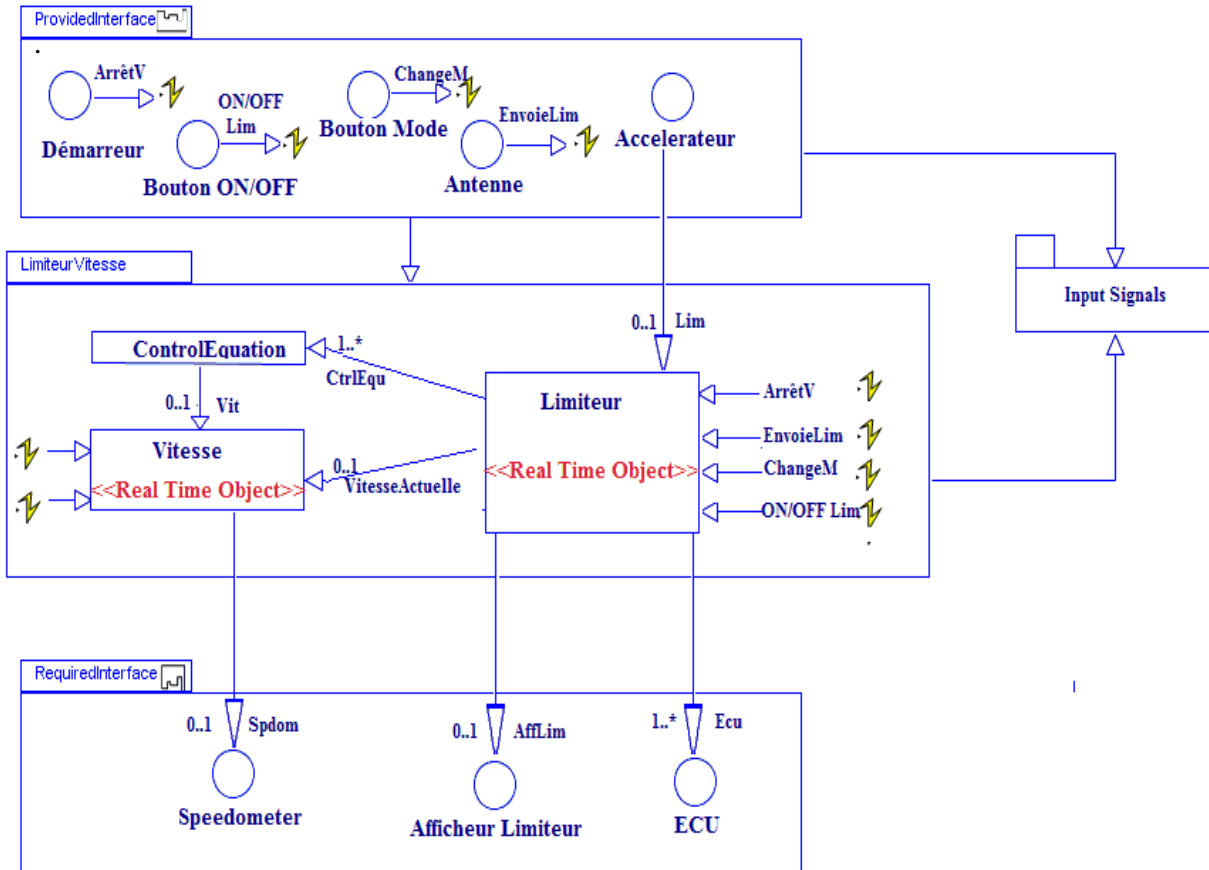 ProvidedInterface
ArrêtV
Démarreur
ON/OFF
Lim
Bouton ON/OFF
ChangeM
Bouton Mode
EnvoieLim
Antenne
Accelerateur
LimiteurVitesse
Input Signals
0..1 Lim
ControlEquation
1..*
CtrlEqu
0..1 Vit
Vitesse
<<Real Time Object>>
0..1
VitesseActuelle
Limiteur
<<Real Time Object>>
ArrêtV
EnvoieLim
ChangeM
ON/OFF Lim
RequiredInterface
0..1 Spdom
Speedometer
0..1 AffLim
Afficheur Limiteur
1..* Ecu
ECU